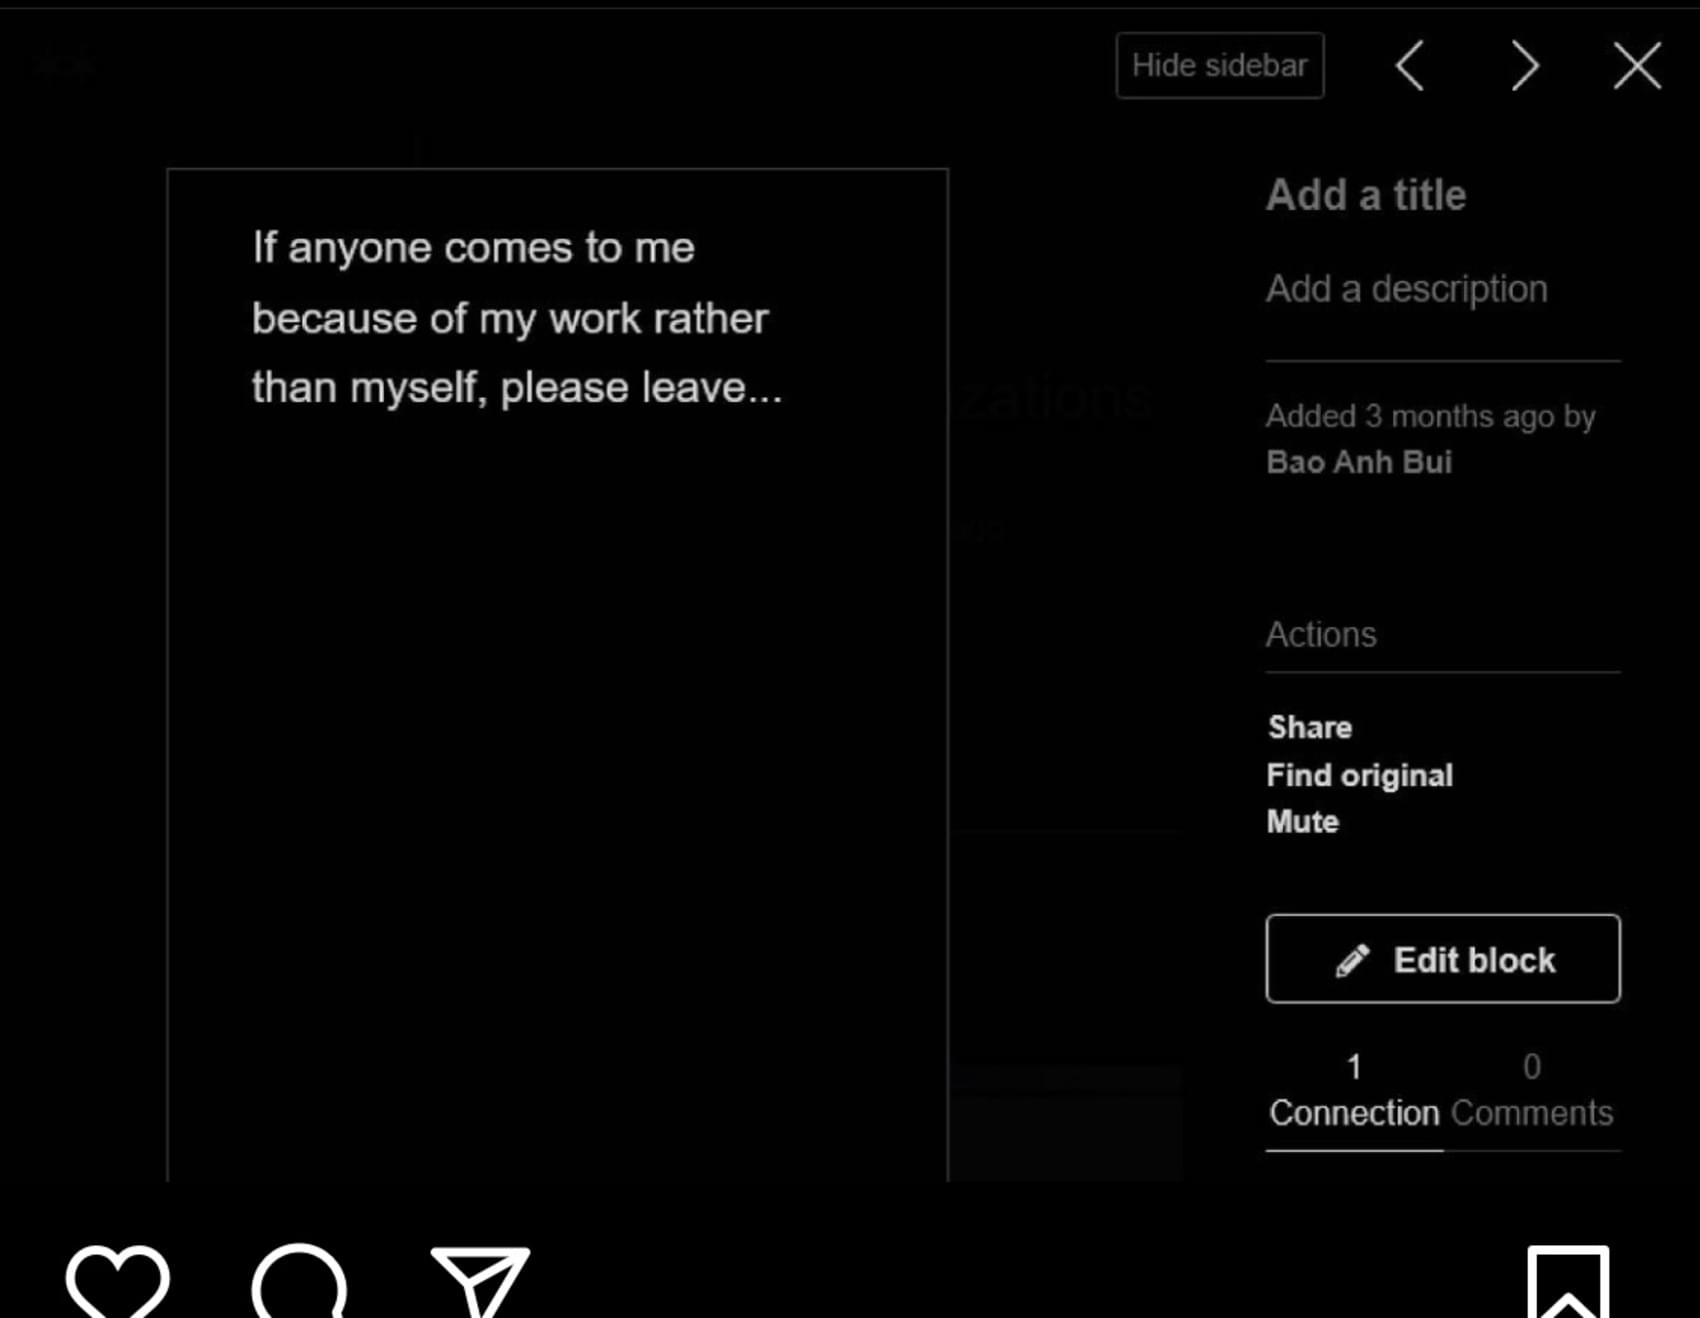 Hide sidebar
If anyone comes to me
because of my work rather
than myself, please leave...
zations
Add a title
Add a description
Added 3 months ago by
Bao Anh Bui
Actions
Share
Find original
Mute
Edit block
1
Connection
0
Comments